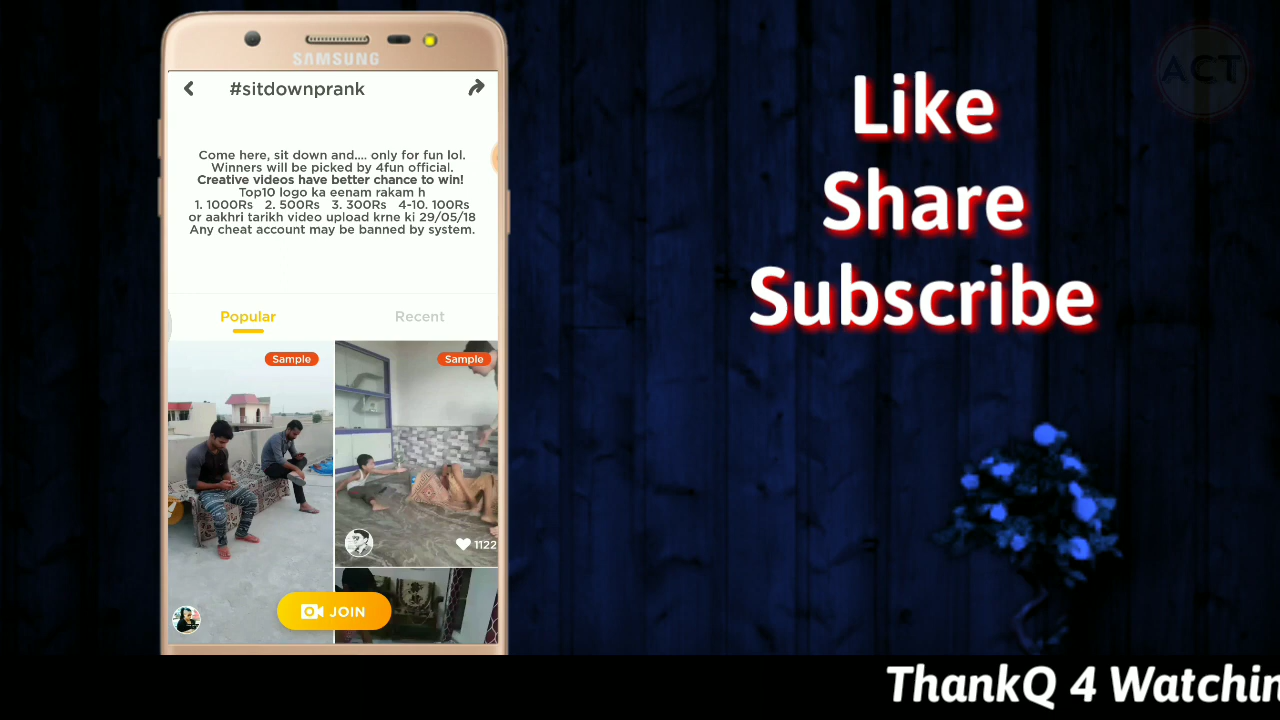 SAMSUNG
#sitdownprank
Come here, sit down and.... only for fun lol.
Winners will be picked by 4fun official.
Creative videos have better chance to win!
Top10 logo ka eenam rakam h
1. 1000Rs 2. 500Rs 3. 300Rs 4-10. 100Rs
or aakhri tarikh video upload krne ki 29/05/18
Any cheat account may be banned by system.
Popular
Recent
Sample
Sample
1122
JOIN
ACT
Like
Share
Subscribe
ThankQ 4 Watchin